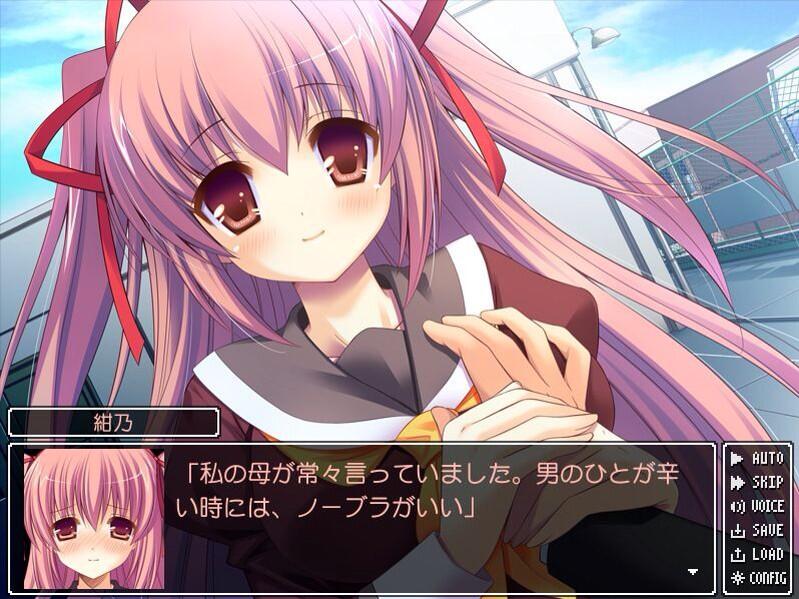 紺乃
「私の母が常々言っていました。男のひとが辛
い時には、ノーブラがいい」
AUTO
SKIP
VOICE
SAVE
LOAD
CONFIG